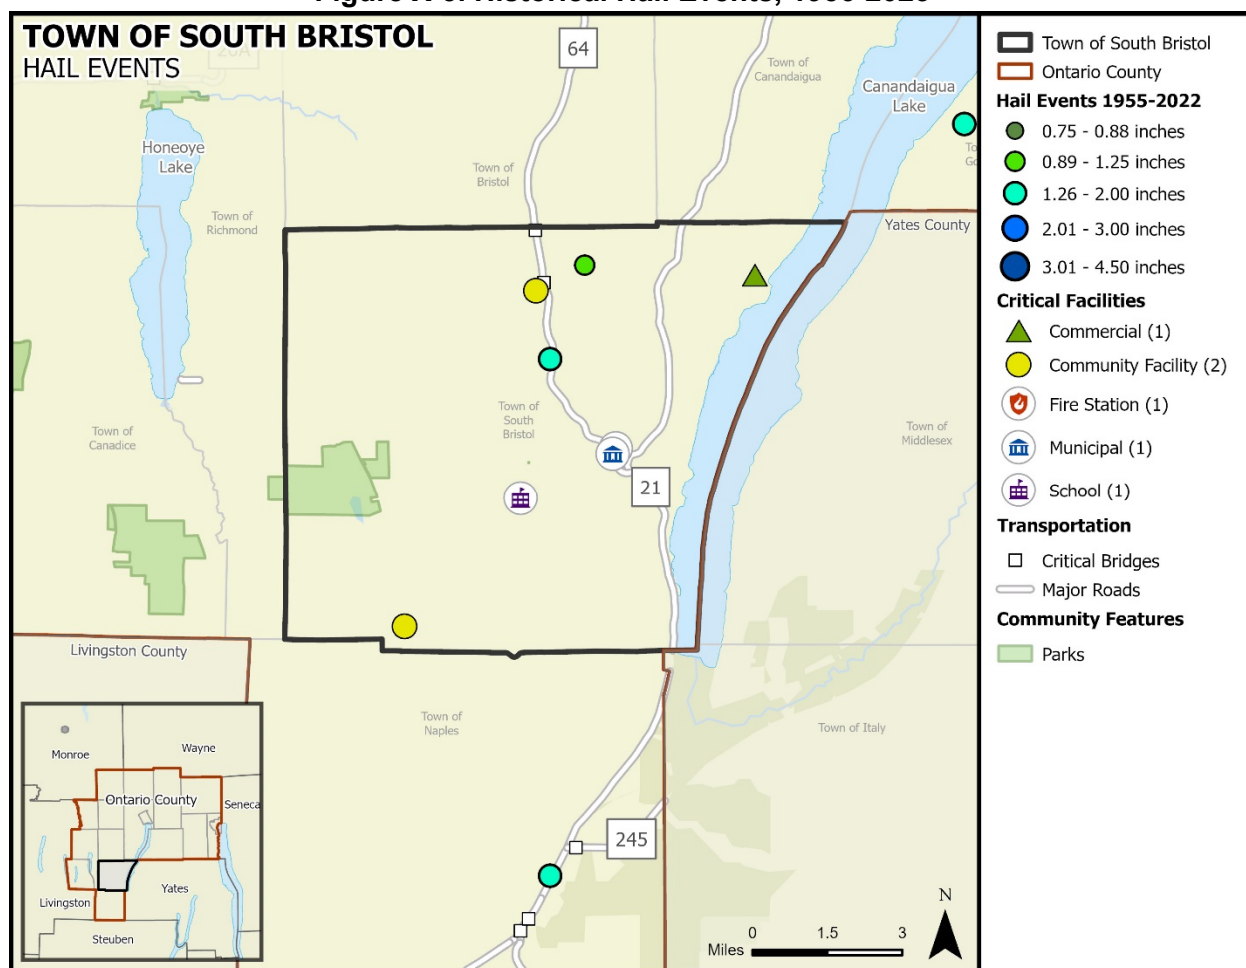 TOWN OF SOUTH BRISTOL
HAIL EVENTS
64
Town of
Canandaigua
Canandaigua
Lake
Honeoye
Lake
Town of
Bristol
Town of
Richmond
Yates County
Town of
Canadice
Town of
South
Bristol
Town of
Middlesex
21
Livingston County
Town of
Naples
Town of Italy
245
Monroe
Wayne
Ontario County
Seneca
Livingston
Yates
Steuben
N
0 1.5 3
Miles
Town of South Bristol
Ontario County
Hail Events 1955-2022
0.75 - 0.88 inches
0.89 - 1.25 inches
1.26 - 2.00 inches
2.01 - 3.00 inches
3.01 - 4.50 inches
Critical Facilities
Commercial (1)
Community Facility (2)
Fire Station (1)
Municipal (1)
School (1)
Transportation
Critical Bridges
Major Roads
Community Features
Parks